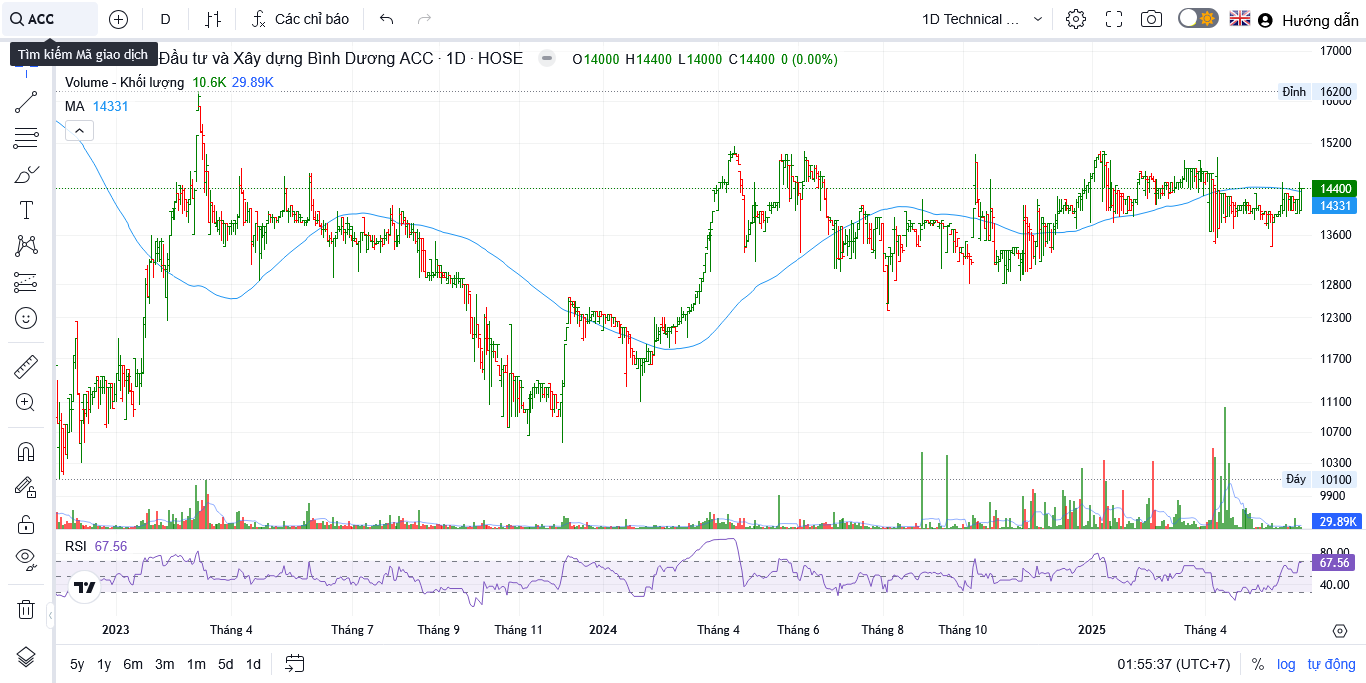 ACC
D
Các chỉ báo
1D Technical ...
Hướng dẫn
Tìm kiếm Mã giao dịch
Đầu tư và Xây dựng Bình Dương ACC · 1D · HOSE
O14000 H14400 L14000 C14400 0 (0.00%)
Volume - Khối lượng 10.6K 29.89K
MA 14331
17000
Đỉnh 16200
16000
15200
14400
14331
13600
12800
12300
11700
11100
10700
10300
Đáy 10100
9900
29.89K
RSI 67.56
80.00
67.56
40.00
2023 Tháng 4 Tháng 7 Tháng 9 Tháng 11 2024 Tháng 4 Tháng 6 Tháng 8 Tháng 10 2025 Tháng 4
5y 1y 6m 3m 1m 5d 1d
01:55:37 (UTC+7) % log tự động